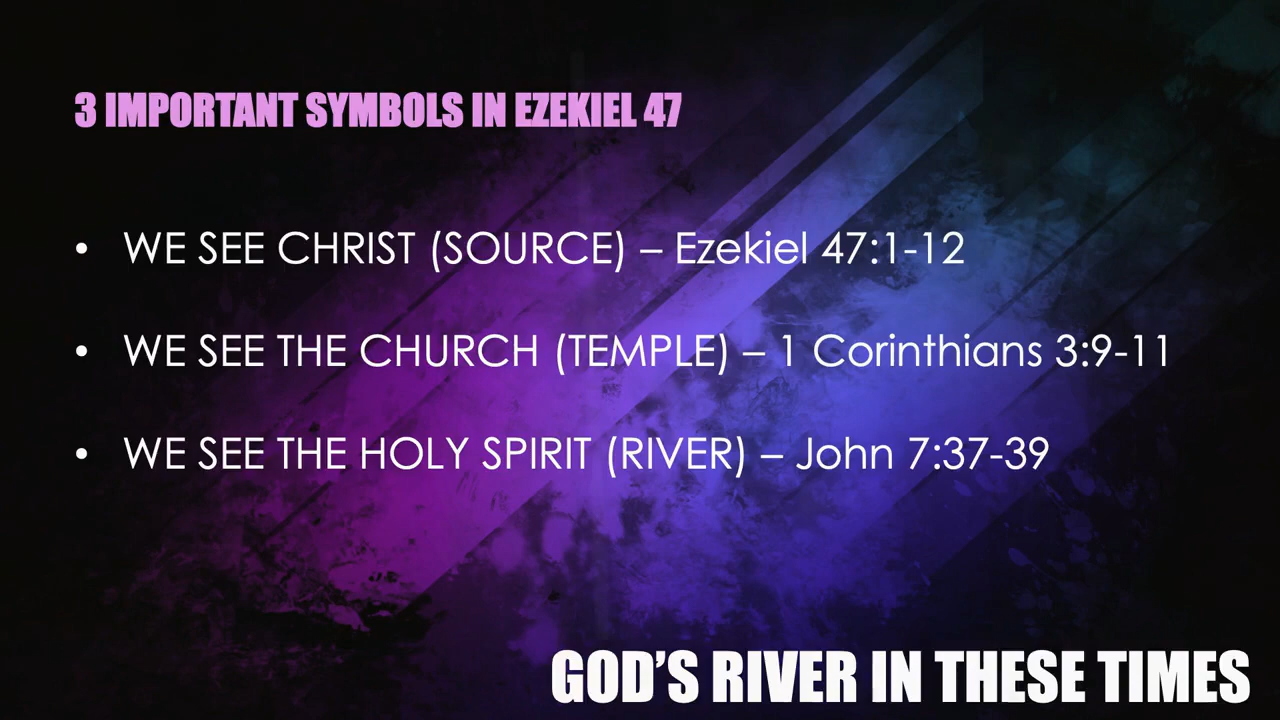 3 IMPORTANT SYMBOLS IN EZEKIEL 47
• WE SEE CHRIST (SOURCE) – Ezekiel 47:1-12
• WE SEE THE CHURCH (TEMPLE) – 1 Corinthians 3:9-11
• WE SEE THE HOLY SPIRIT (RIVER) – John 7:37-39
GOD’S RIVER IN THESE TIMES